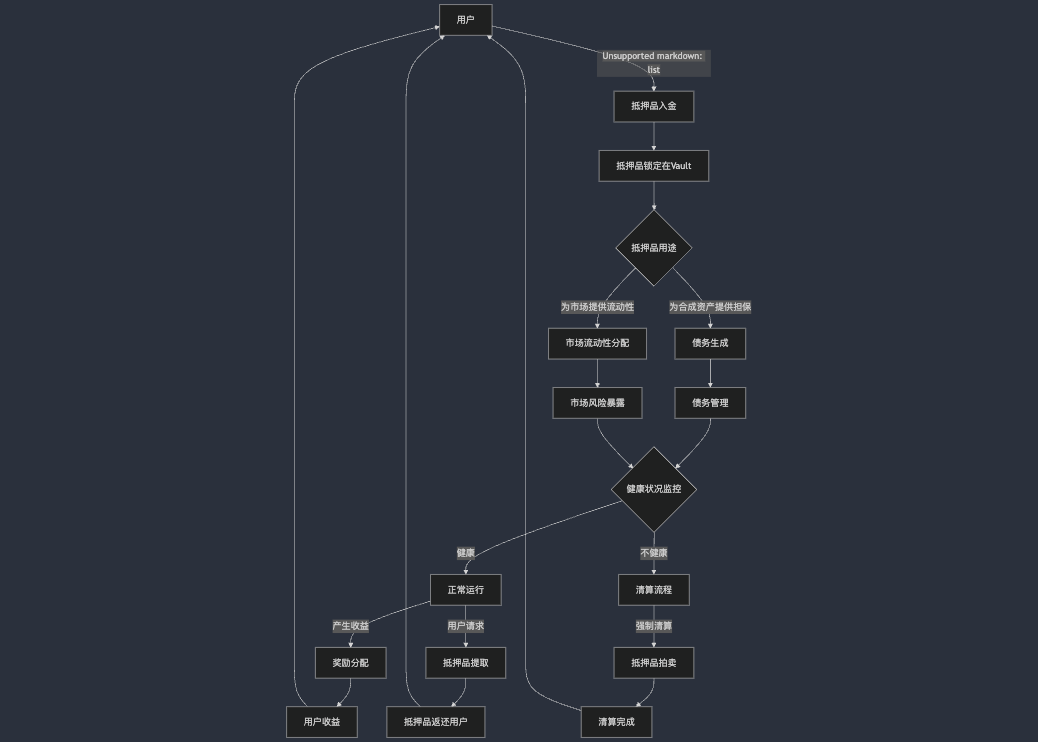 用户
Unsupported markdown:
list
抵押品入金
抵押品锁定在Vault
抵押品用途
为市场提供流动性
为合成资产提供担保
市场流动性分配
债务生成
市场风险暴露
债务管理
健康状况监控
健康
不健康
正常运行
清算流程
产生收益
用户请求
强制清算
奖励分配
抵押品提取
抵押品拍卖
用户收益
抵押品返还用户
清算完成